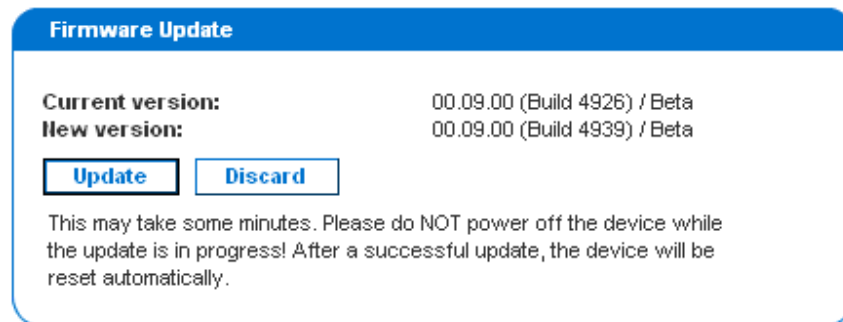 Firmware Update
Current version: 00.09.00 (Build 4926) / Beta
New version: 00.09.00 (Build 4939) / Beta
Update Discard
This may take some minutes. Please do NOT power off the device while
the update is in progress! After a successful update, the device will be
reset automatically.